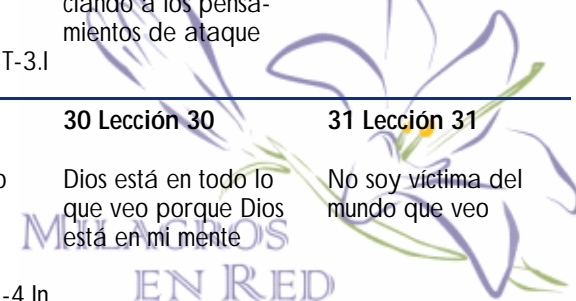 ciando a los pensa-
mientos de ataque
T-3.I
30 Lección 30
31 Lección 31
Dios está en todo lo
que veo porque Dios
está en mi mente
No soy víctima del
mundo que veo
MILAGROS
EN RED
-4 In